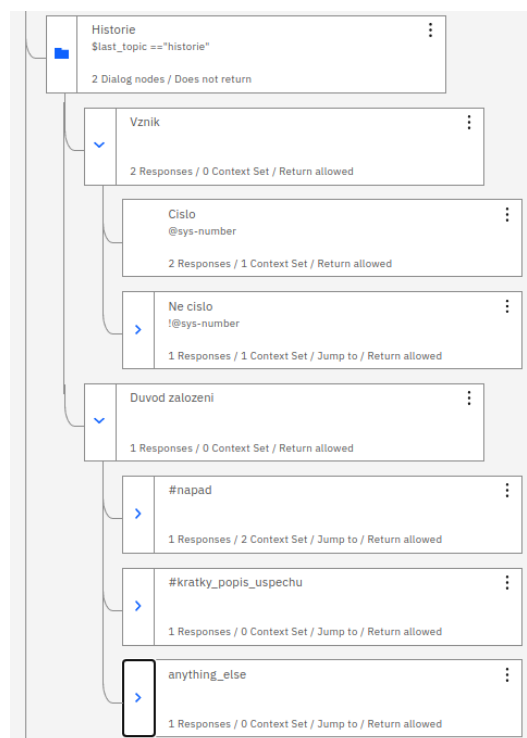 Historie
$last_topic =="historie"
2 Dialog nodes / Does not return
Vznik
2 Responses / 0 Context Set / Return allowed
Cislo
@sys-number
2 Responses / 1 Context Set / Return allowed
Ne cislo
!@sys-number
1 Responses / 1 Context Set / Jump to / Return allowed
Duvod zalozeni
1 Responses / 0 Context Set / Return allowed
#napad
1 Responses / 2 Context Set / Jump to / Return allowed
#kratky_popis_uspechu
1 Responses / 0 Context Set / Jump to / Return allowed
anything_else
1 Responses / 0 Context Set / Jump to / Return allowed